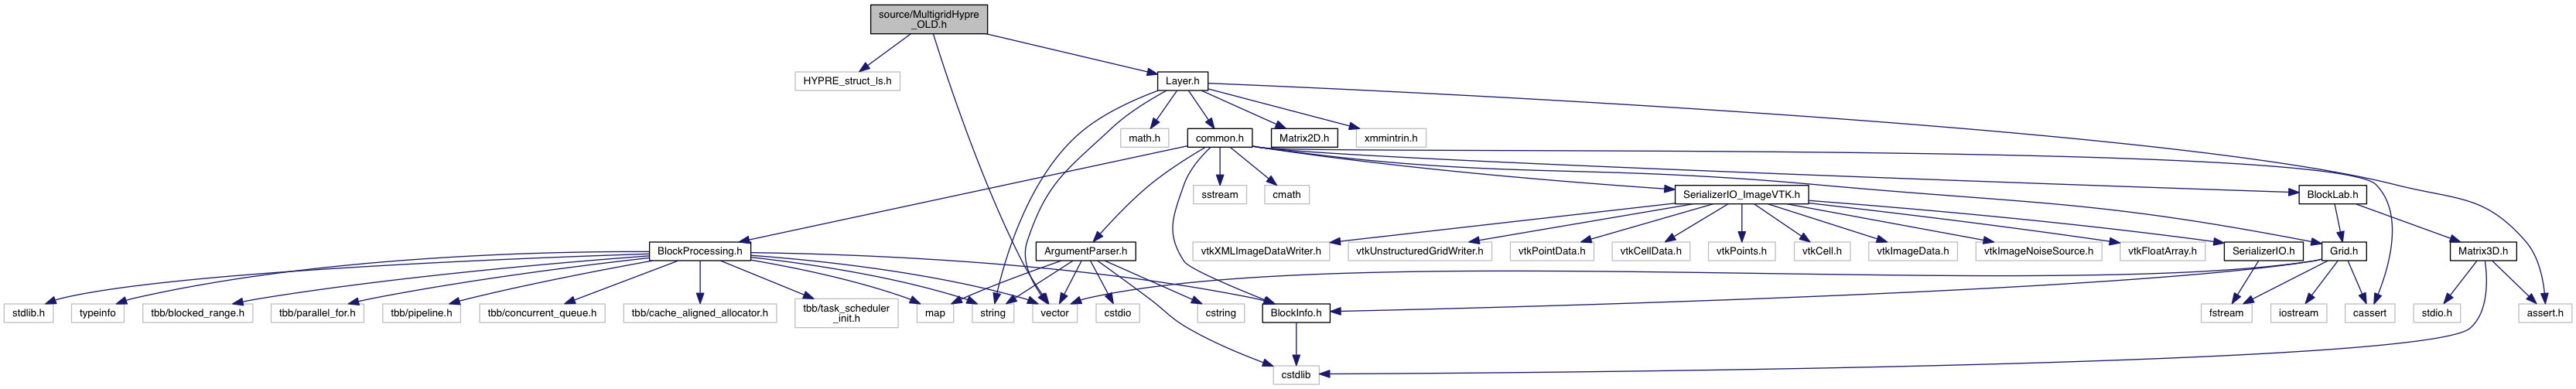 source/MultigridHypre
_OLD.h
HYPRE_struct_ls.h
Layer.h
math.h
common.h
Matrix2D.h
xmmintrin.h
sstream
cmath
SerializerIO_ImageVTK.h
BlockLab.h
BlockProcessing.h
ArgumentParser.h
vtkXMLImageDataWriter.h
vtkUnstructuredGridWriter.h
vtkPointData.h
vtkCellData.h
vtkPoints.h
vtkCell.h
vtkImageData.h
vtkImageNoiseSource.h
vtkFloatArray.h
SerializerIO.h
Grid.h
Matrix3D.h
stdlib.h
typeinfo
tbb/blocked_range.h
tbb/parallel_for.h
tbb/pipeline.h
tbb/concurrent_queue.h
tbb/cache_aligned_allocator.h
tbb/task_scheduler
_init.h
map
string
vector
cstdio
cstring
BlockInfo.h
fstream
iostream
cassert
stdio.h
assert.h
cstdlib